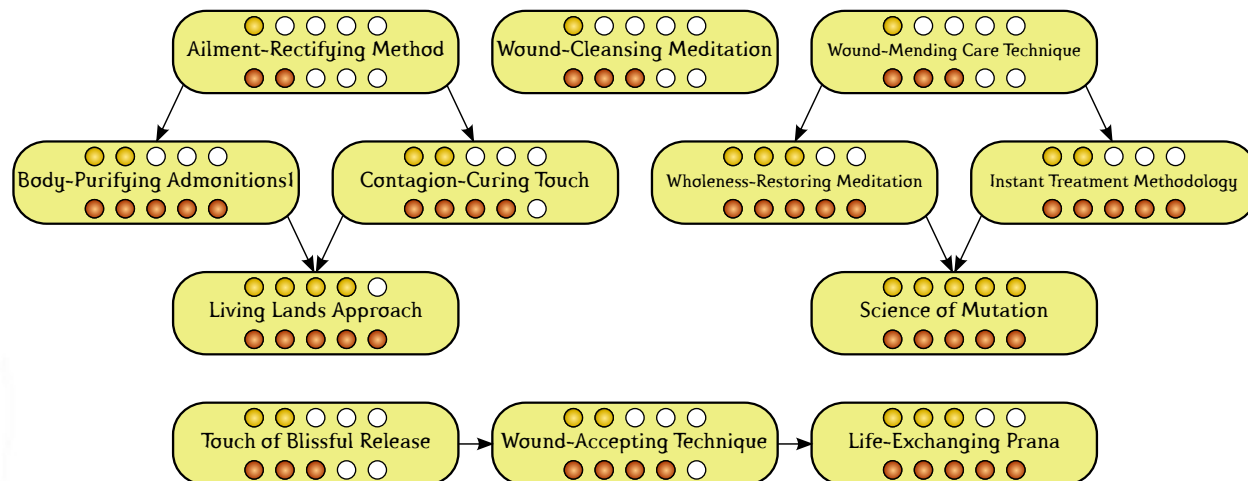 Ailment-Rectifying Method
Wound-Cleansing Meditation
Wound-Mending Care Technique
Body-Purifying Admonitions1
Contagion-Curing Touch
Wholeness-Restoring Meditation
Instant Treatment Methodology
Living Lands Approach
Science of Mutation
Touch of Blissful Release
Wound-Accepting Technique
Life-Exchanging Prana